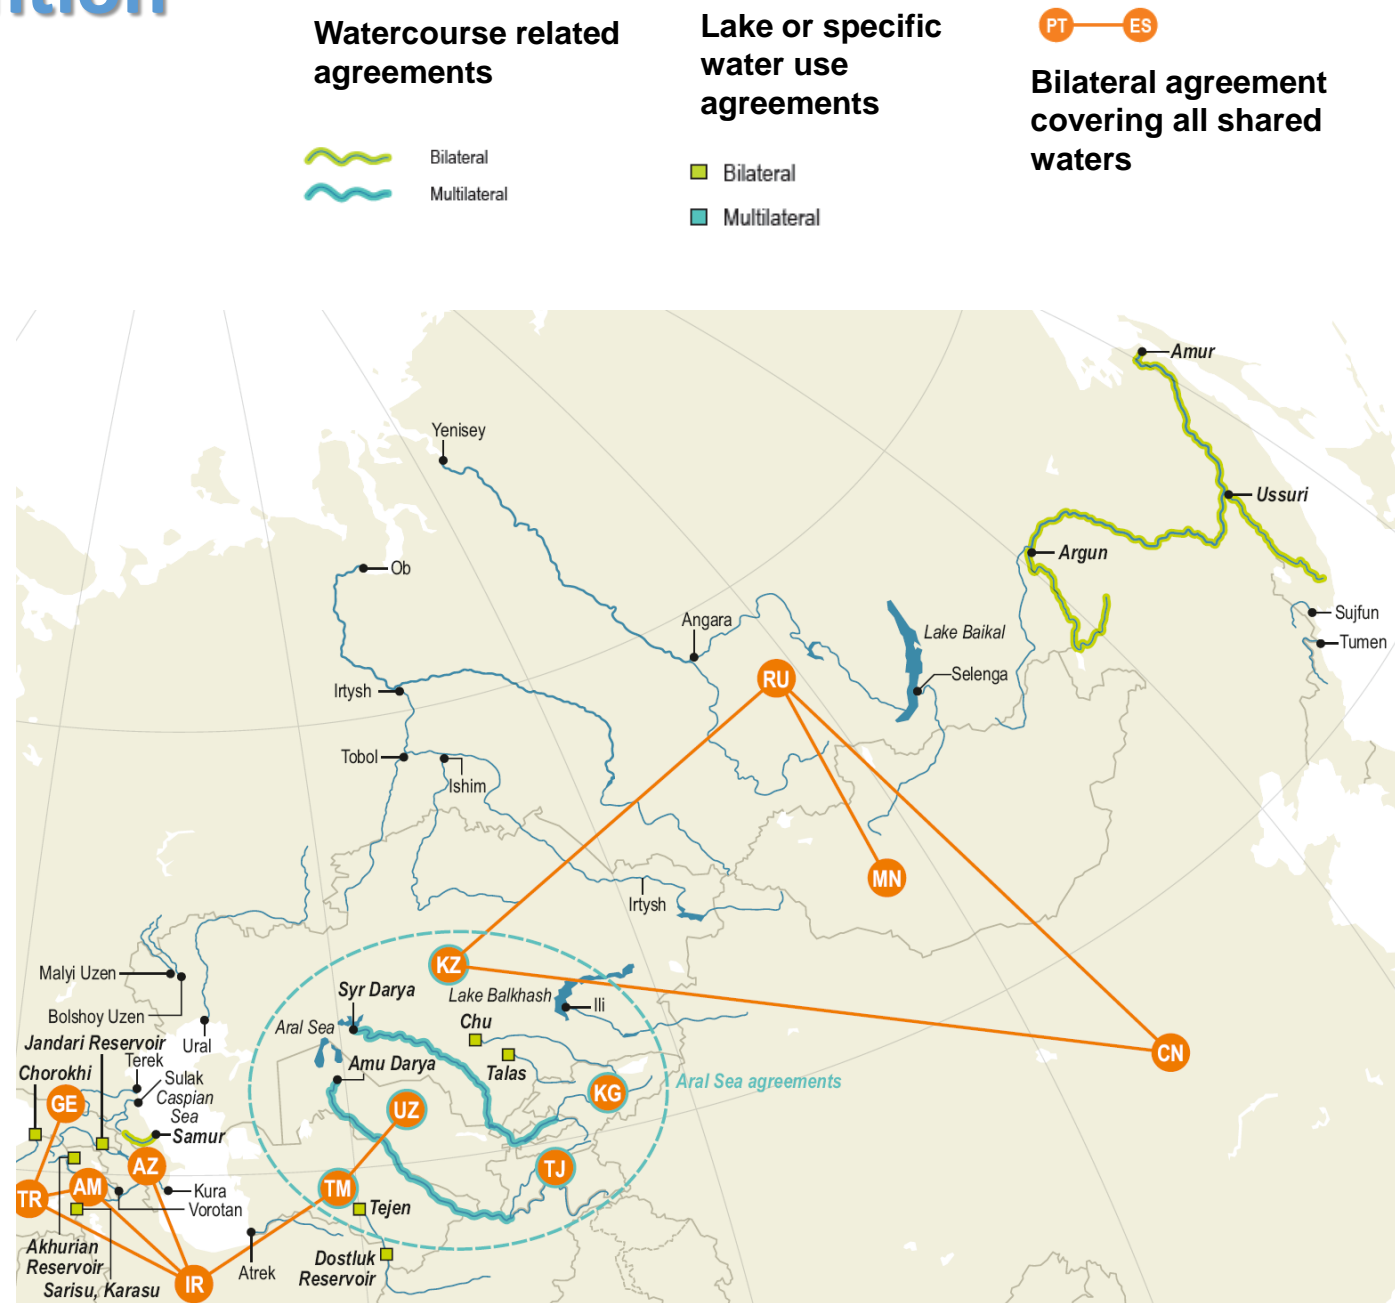 Watercourse related
agreements
Bilateral
Multilateral
Lake or specific
water use
agreements
Bilateral
Multilateral
PT
ES
Bilateral agreement
covering all shared
waters
Amur
Yenisey
Ussuri
Argun
Ob
Sujfun
Tumen
Angara
Lake Baikal
Selenga
RU
Irtysh
Tobol
Ishim
MN
Irtysh
KZ
Malyi Uzen
Bolshoy Uzen
Syr Darya
Lake Balkhash
Ili
Aral Sea
Chu
Ural
Jandari Reservoir
Terek
Chorokhi
Sulak
Caspian
Sea
Amu Darya
Talas
CN
Aral Sea agreements
GE
UZ
KG
Samur
AZ
TJ
TR
AM
Kura
Vorotan
TM
Tejen
Akhurian
Reservoir
Sarisu, Karasu
IR
Atrek
Dostluk
Reservoir